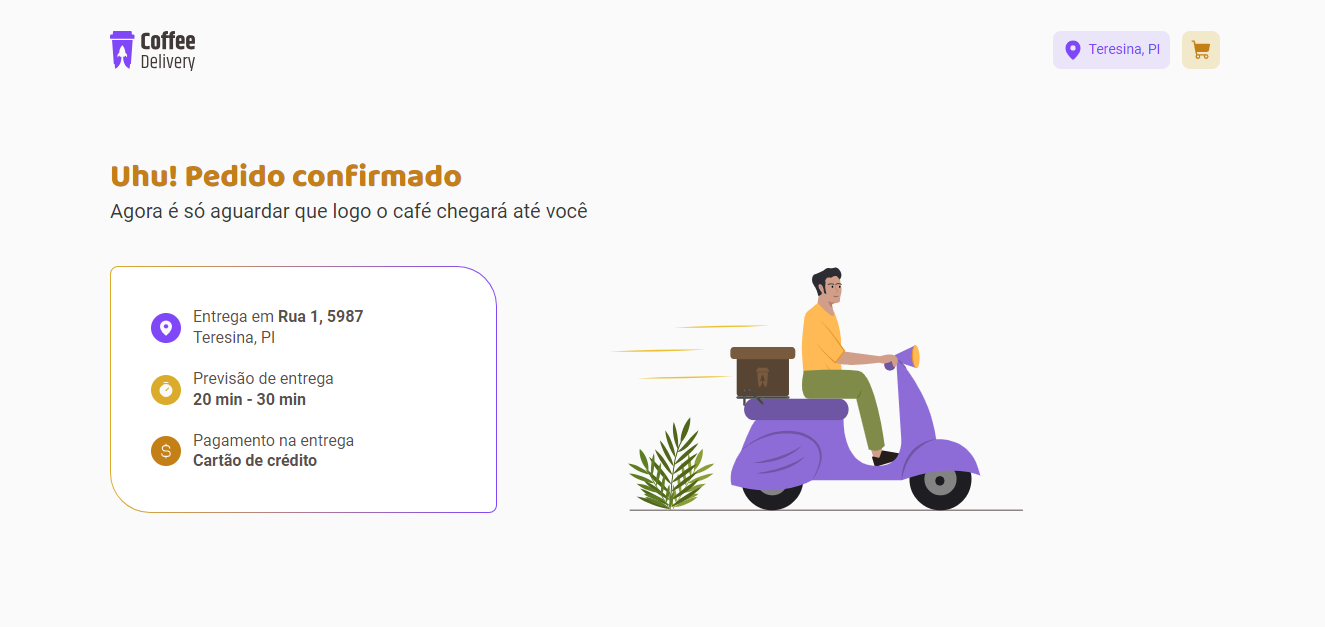 Coffee
Delivery
Teresina, PI
Uhu! Pedido confirmado
Agora é só aguardar que logo o café chegará até você
Entrega em Rua 1, 5987
Teresina, PI
Previsão de entrega
20 min - 30 min
Pagamento na entrega
Cartão de crédito